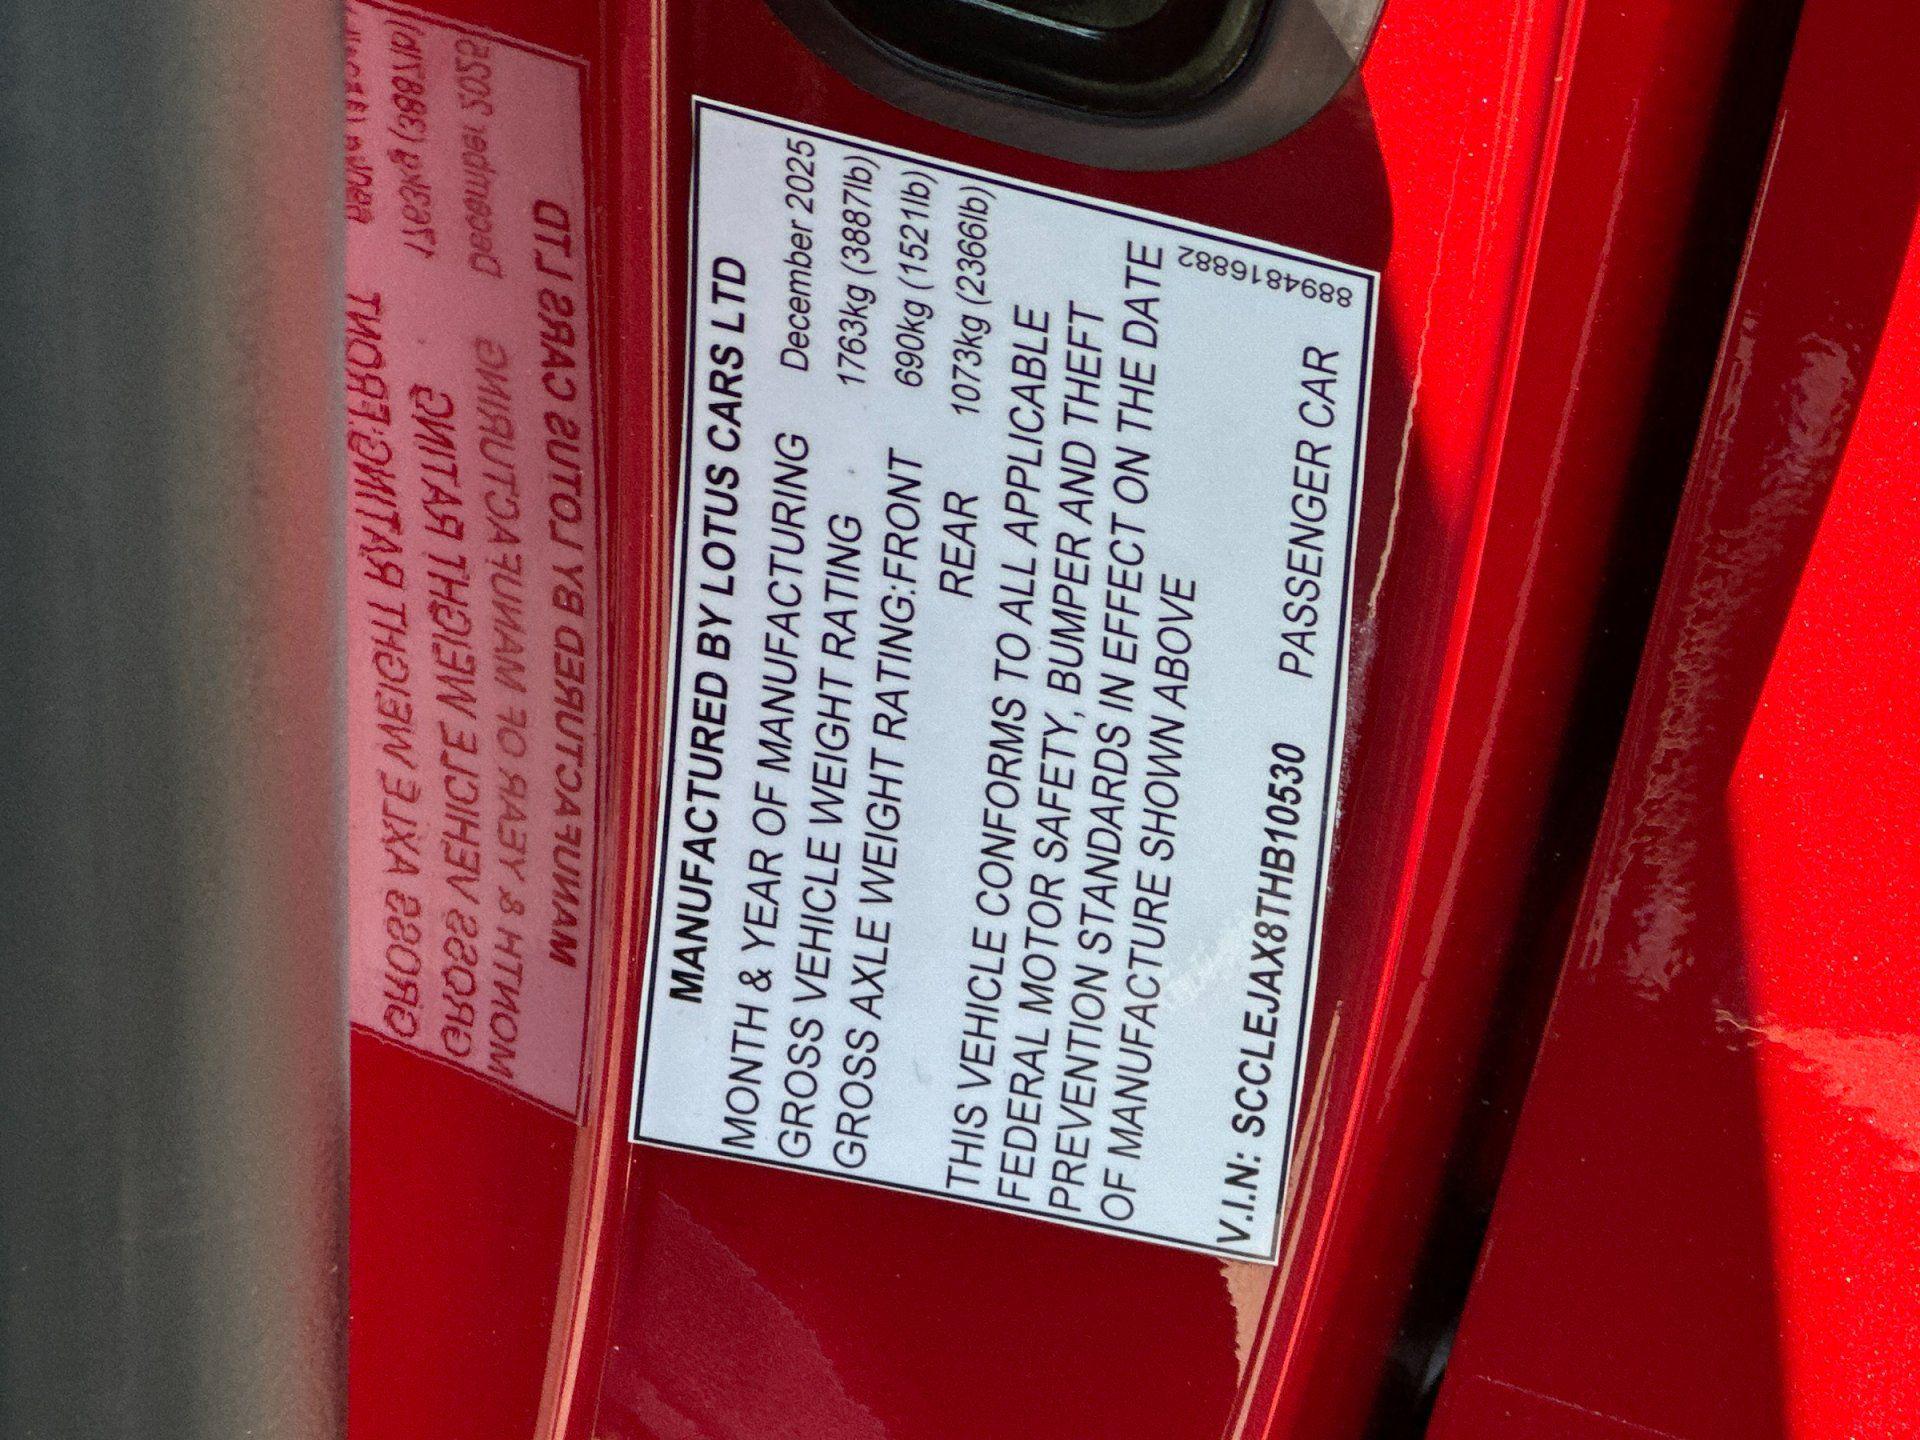 MANUFACTURED BY LOTUS CARS LTD
MONTH & YEAR OF MANUFACTURING December 2025
GROSS VEHICLE WEIGHT RATING 1763kg (3887lb)
GROSS AXLE WEIGHT RATING:FRONT 690kg (1521lb)
REAR 1073kg (2366lb)
THIS VEHICLE CONFORMS TO ALL APPLICABLE
FEDERAL MOTOR SAFETY, BUMPER AND THEFT
PREVENTION STANDARDS IN EFFECT ON THE DATE
OF MANUFACTURE SHOWN ABOVE
V.I.N: SCCLEJAX8THB10530 PASSENGER CAR
8894816882